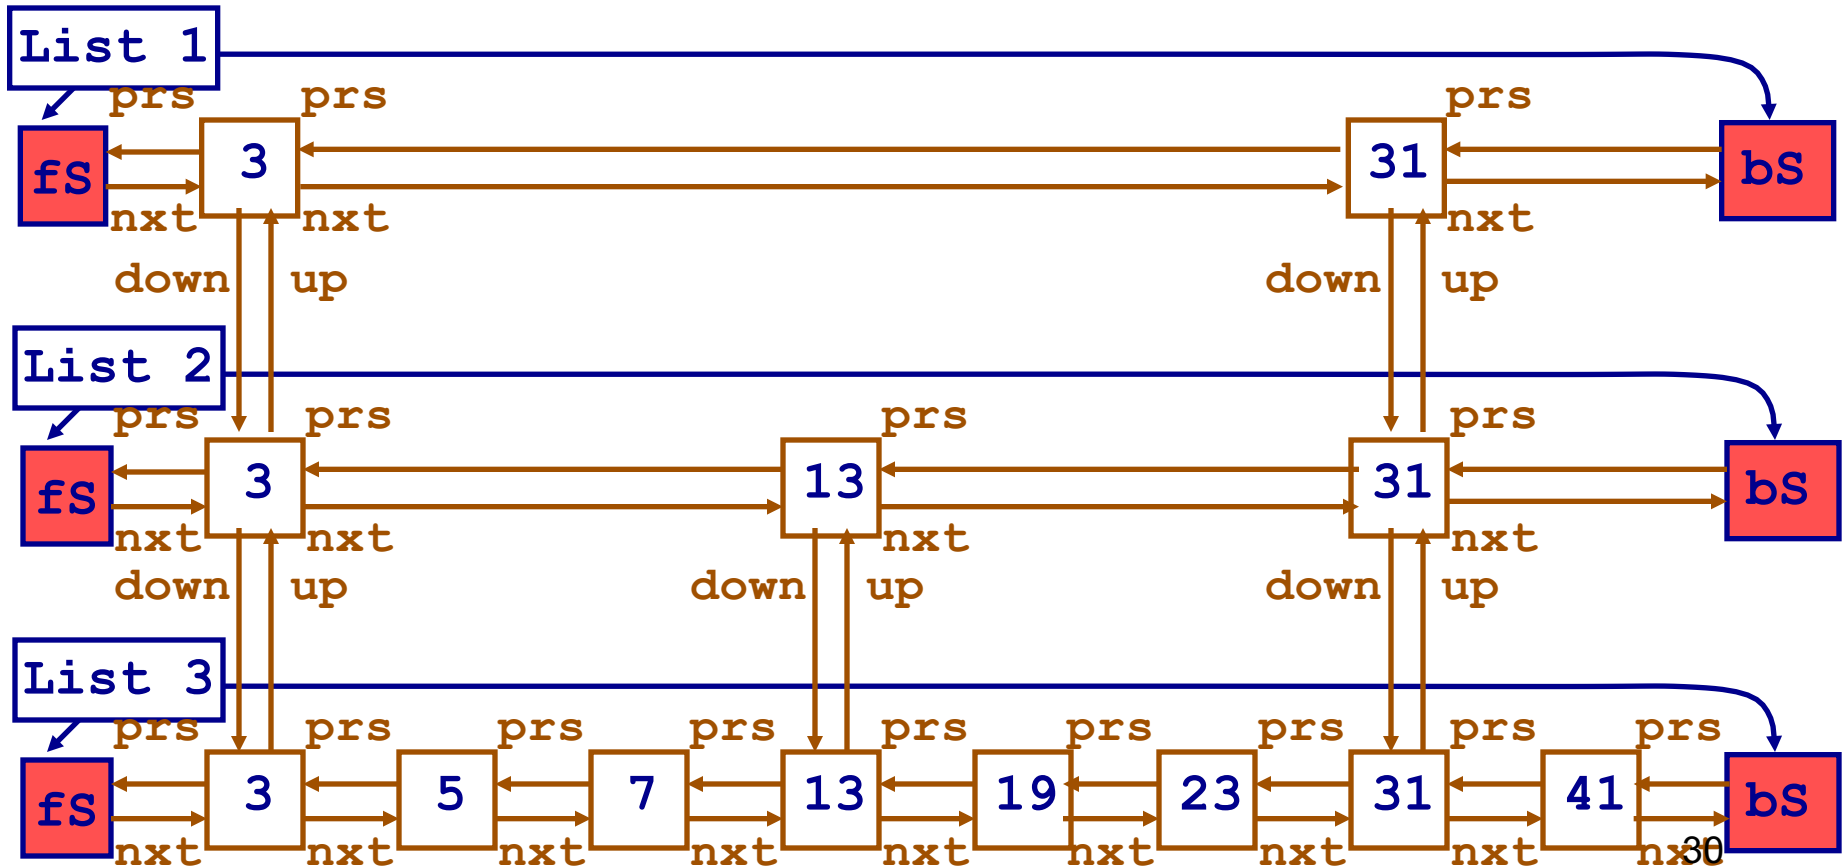 List 1
prs prs prs
fS 3 31 bS
nxt nxt nxt
down up down up
List 2
prs prs prs prs
fS 3 13 31 bS
nxt nxt nxt nxt
down up down up down up
List 3
prs prs prs prs prs prs prs prs prs
fS 3 5 7 13 19 23 31 41 bS
nxt nxt nxt nxt nxt nxt nxt nxt nxt
30